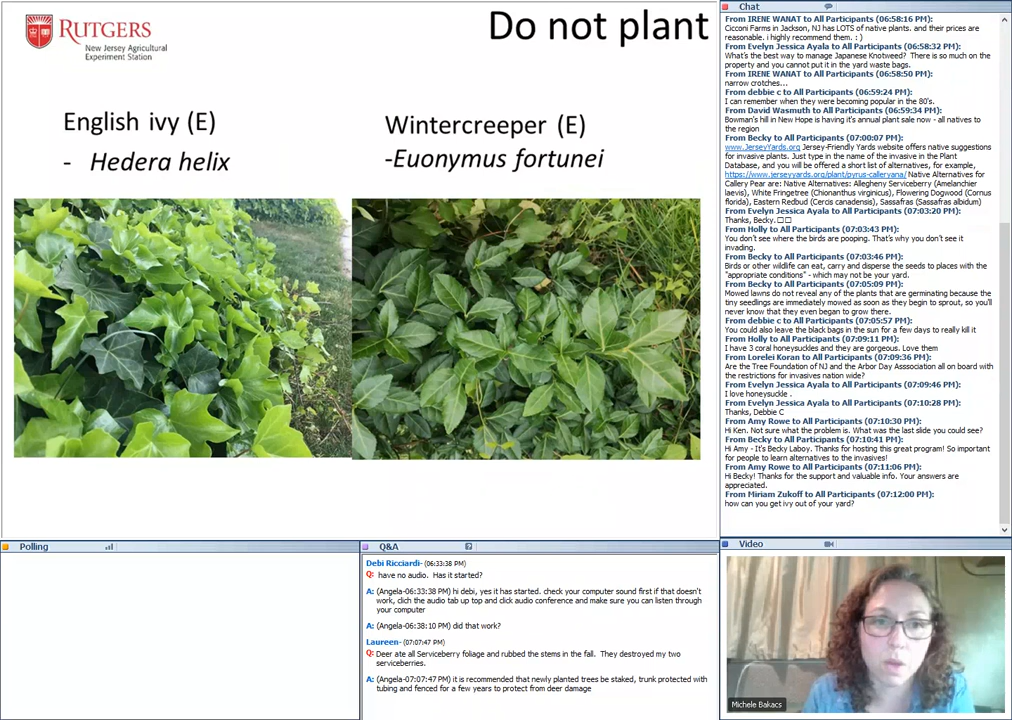 RUTGERS
New Jersey Agricultural
Experiment Station
Do not plant
English ivy (E)
- Hedera helix
Wintercreeper (E)
-Euonymus fortunei
Polling
Q&A
Debi Ricciardi- (06:33:38 PM)
Q: have no audio. Has it started?
A: (Angela-06:33:38 PM) hi debi, yes it has started. check your computer sound first if that doesn't
work, clich the audio tab up top and click audio conference and make sure you can listen through
your computer
A: (Angela-06:38:10 PM) did that work?
Laureen- (07:07:47 PM)
Q: Deer ate all Serviceberry foliage and rubbed the stems in the fall. They destroyed my two
serviceberries.
A: (Angela-07:07:47 PM) it is recommended that newly planted trees be staked, trunk protected with
tubing and fenced for a few years to protect from deer damage
Chat
From IRENE WANAT to All Participants (06:58:16 PM):
Cicconi Farms in Jackson, NJ has LOTS of native plants. and their prices are
reasonable. i highly recommend them. : )
From Evelyn Jessica Ayala to All Participants (06:58:32 PM):
What's the best way to manage Japanese Knotweed? There is so much on the
property and you cannot put it in the yard waste bags.
From IRENE WANAT to All Participants (06:58:50 PM):
narrow crotches...
From debbie c to All Participants (06:59:24 PM):
I can remember when they were becoming popular in the 80's.
From David Wasmuth to All Participants (06:59:34 PM):
Bowman's hill in New Hope is having it's annual plant sale now - all natives to
the region
From Becky to All Participants (07:00:07 PM):
www.JerseyYards.org Jersey-Friendly Yards website offers native suggestions
for invasive plants. Just type in the name of the invasive in the Plant
Database, and you will be offered a short list of alternatives, for example,
https://www.jerseyyards.org/plant/pyrus-calleryana/ Native Alternatives for
Callery Pear are: Native Alternatives: Allegheny Serviceberry (Amelanchier
laevis), White Fringetree (Chionanthus virginicus), Flowering Dogwood (Cornus
florida), Eastern Redbud (Cercis canadensis), Sassafras (Sassafras albidum)
From Evelyn Jessica Ayala to All Participants (07:03:20 PM):
Thanks, Becky. □□
From Holly to All Participants (07:03:43 PM):
You don't see where the birds are pooping. That's why you don't see it
invading.
From Becky to All Participants (07:03:46 PM):
Birds or other wildlife can eat, carry and disperse the seeds to places with the
"appropriate conditions" - which may not be your yard.
From Becky to All Participants (07:05:09 PM):
Mowed lawns do not reveal any of the plants that are germinating because the
tiny seedlings are immediately mowed as soon as they begin to sprout, so you'll
never know that they even began to grow there.
From debbie c to All Participants (07:05:57 PM):
You could also leave the black bags in the sun for a few days to really kill it
From Holly to All Participants (07:09:11 PM):
I have 3 coral honeysuckles and they are gorgeous. Love them
From Lorelei Koran to All Participants (07:09:36 PM):
Are the Tree Foundation of NJ and the Arbor Day Asssociation all on board with
the restrictions for invasives nation wide?
From Evelyn Jessica Ayala to All Participants (07:09:46 PM):
I love honeysuckle .
From Evelyn Jessica Ayala to All Participants (07:10:28 PM):
Thanks, Debbie C
From Amy Rowe to All Participants (07:10:30 PM):
Hi Ken. Not sure what the problem is. What was the last slide you could see?
From Becky to All Participants (07:10:41 PM):
Hi Amy - It's Becky Laboy. Thanks for hosting this great program! So important
for people to learn alternatives to the invasives!
From Amy Rowe to All Participants (07:11:06 PM):
Hi Becky! Thanks for the support and valuable info. Your answers are
appreciated.
From Miriam Zukoff to All Participants (07:12:00 PM):
how can you get ivy out of your yard?
Video
Michele Bakacs